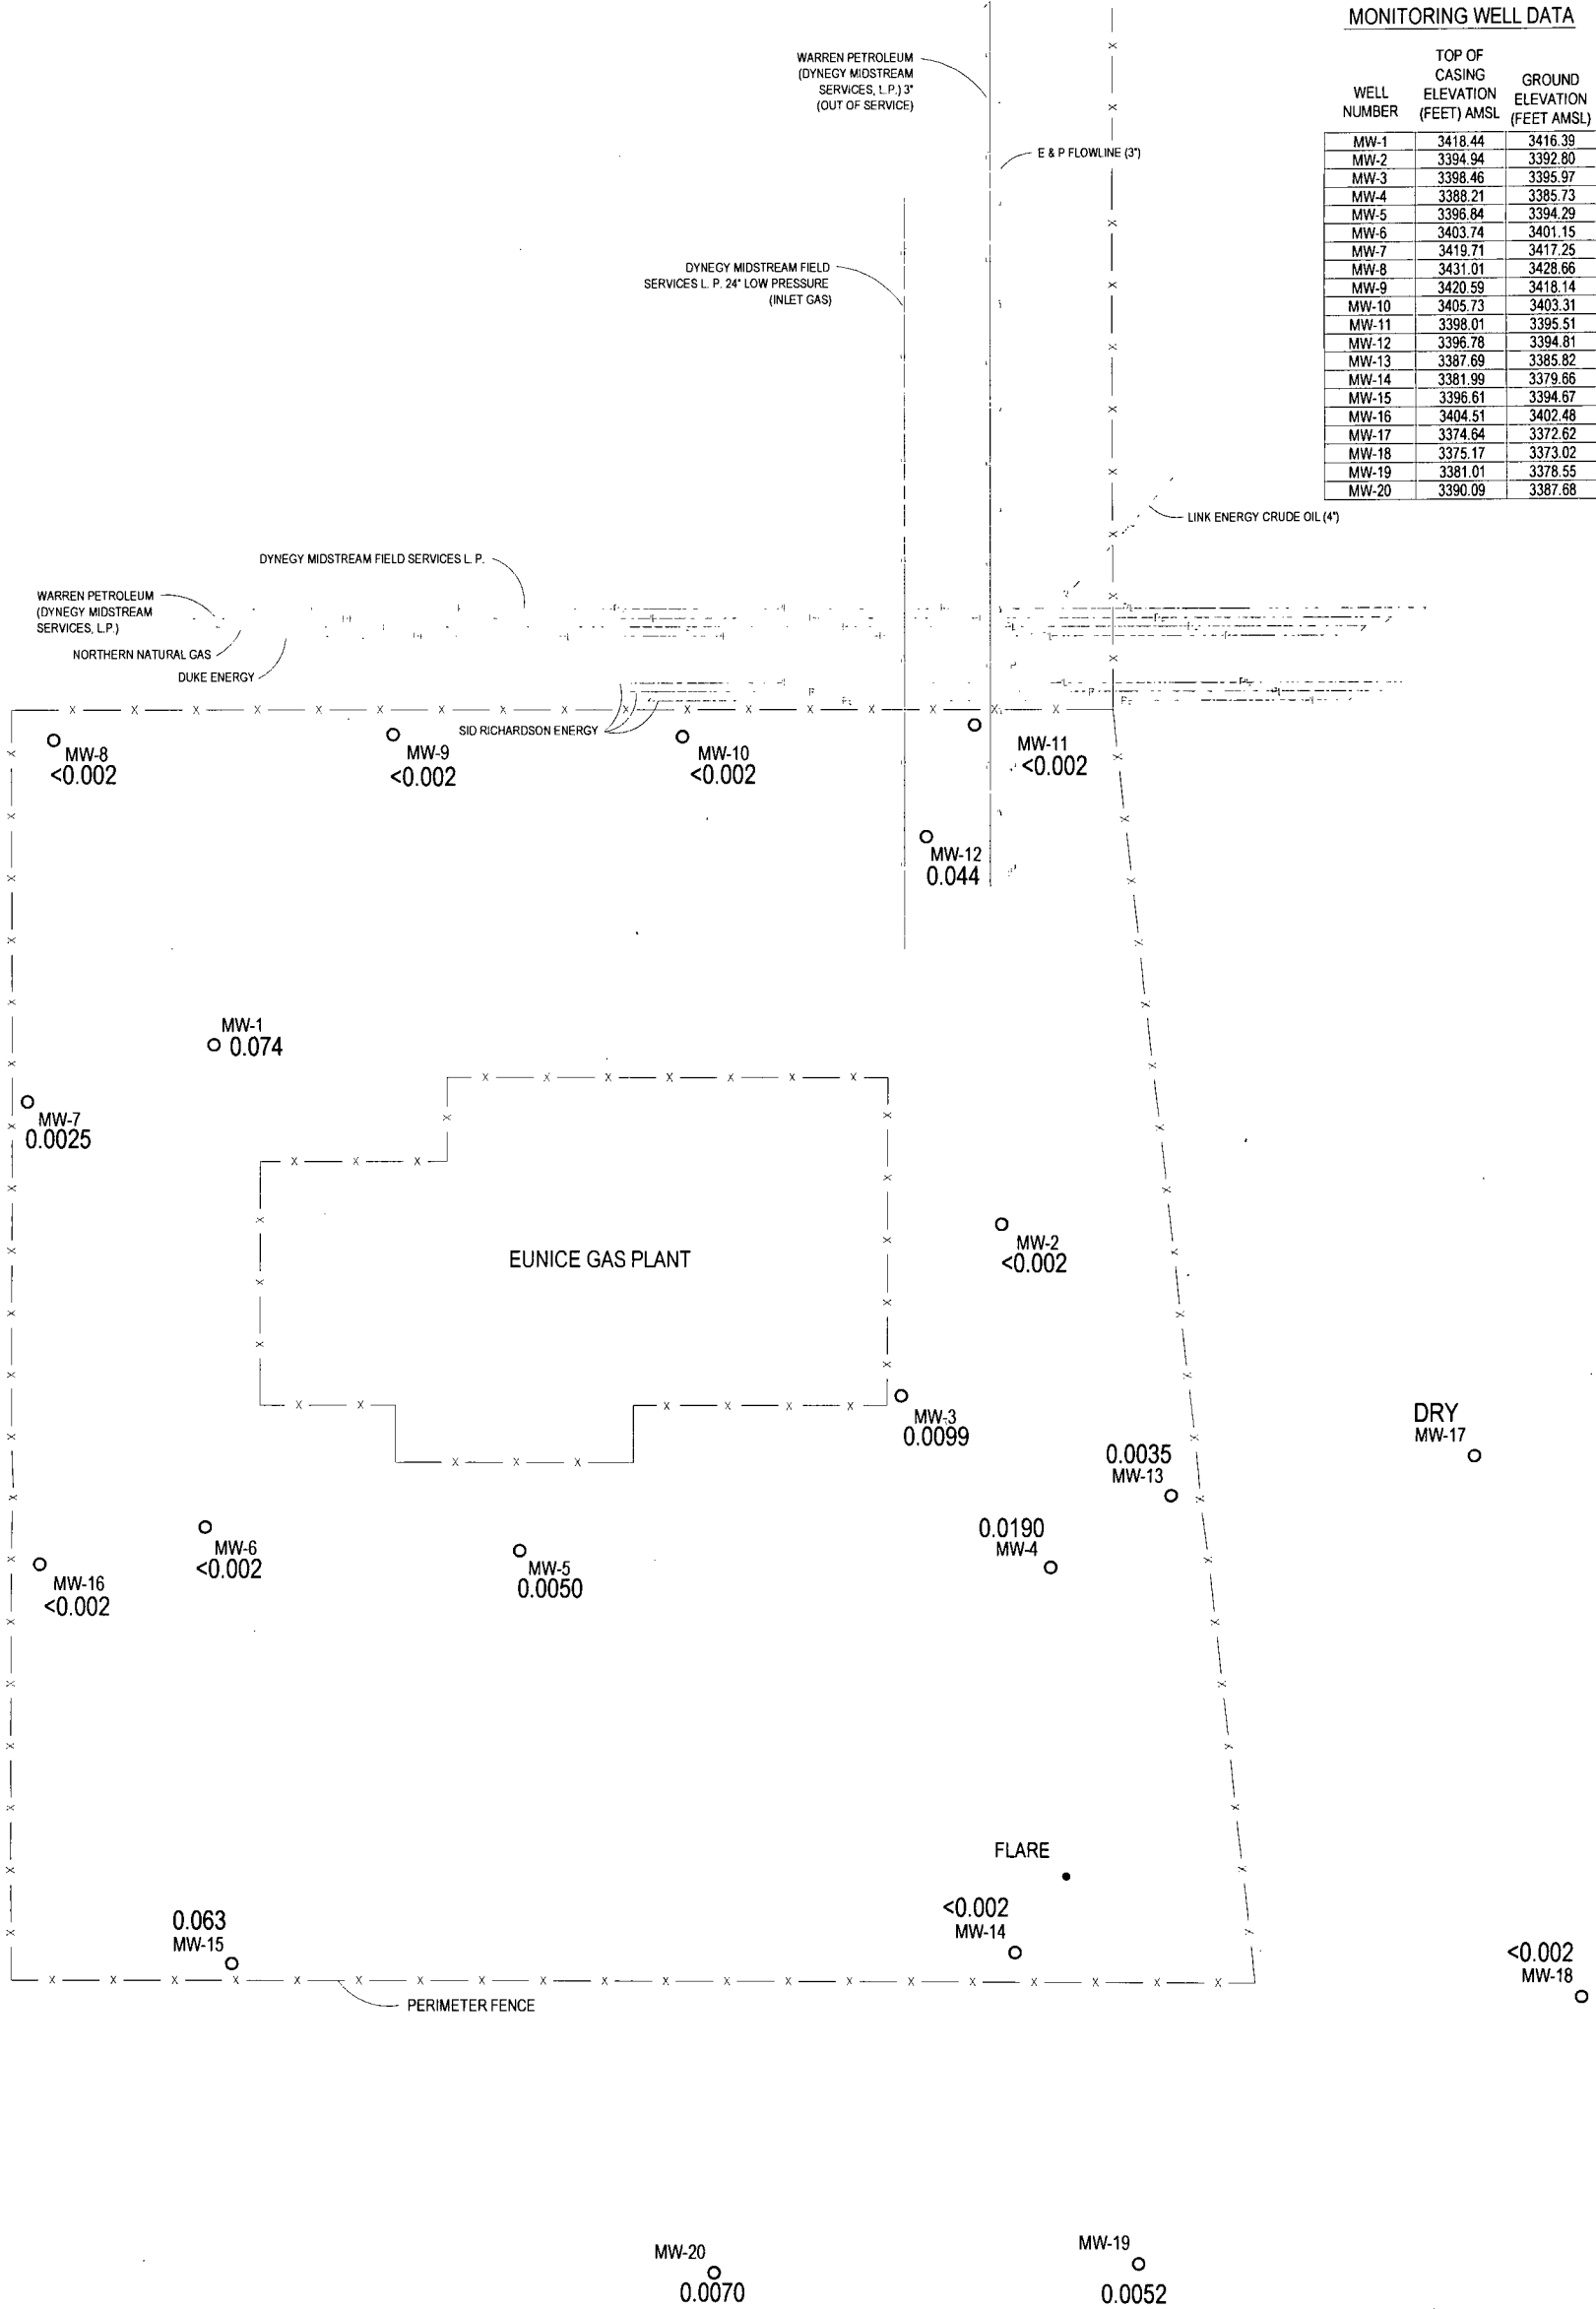 MONITORING WELL DATA
WELL NUMBER TOP OF CASING ELEVATION (FEET) AMSL GROUND ELEVATION (FEET AMSL)
MW-1 3418.44 3416.39
MW-2 3394.94 3392.80
MW-3 3398.46 3395.97
MW-4 3388.21 3385.73
MW-5 3396.84 3394.29
MW-6 3403.74 3401.15
MW-7 3419.71 3417.25
MW-8 3431.01 3428.66
MW-9 3420.59 3418.14
MW-10 3405.73 3403.31
MW-11 3398.01 3395.51
MW-12 3396.78 3394.81
MW-13 3387.69 3385.82
MW-14 3381.99 3379.66
MW-15 3396.61 3394.67
MW-16 3404.51 3402.48
MW-17 3374.64 3372.62
MW-18 3375.17 3373.02
MW-19 3381.01 3378.55
MW-20 3390.09 3387.68
WARREN PETROLEUM
(DYNEGY MIDSTREAM
SERVICES, L.P.) 3"
(OUT OF SERVICE)
E & P FLOWLINE (3")
DYNEGY MIDSTREAM FIELD
SERVICES L. P. 24" LOW PRESSURE
(INLET GAS)
LINK ENERGY CRUDE OIL (4")
DYNEGY MIDSTREAM FIELD SERVICES L. P.
WARREN PETROLEUM
(DYNEGY MIDSTREAM
SERVICES, L.P.)
NORTHERN NATURAL GAS
DUKE ENERGY
SID RICHARDSON ENERGY
MW-8
<0.002
MW-9
<0.002
MW-10
<0.002
MW-11
<0.002
MW-12
0.044
MW-1
0.074
MW-7
0.0025
EUNICE GAS PLANT
MW-2
<0.002
MW-3
0.0099
DRY
MW-17
0.0035
MW-13
0.0190
MW-4
MW-6
<0.002
MW-5
0.0050
MW-16
<0.002
FLARE
<0.002
MW-14
0.063
MW-15
<0.002
MW-18
PERIMETER FENCE
MW-20
0.0070
MW-19
0.0052